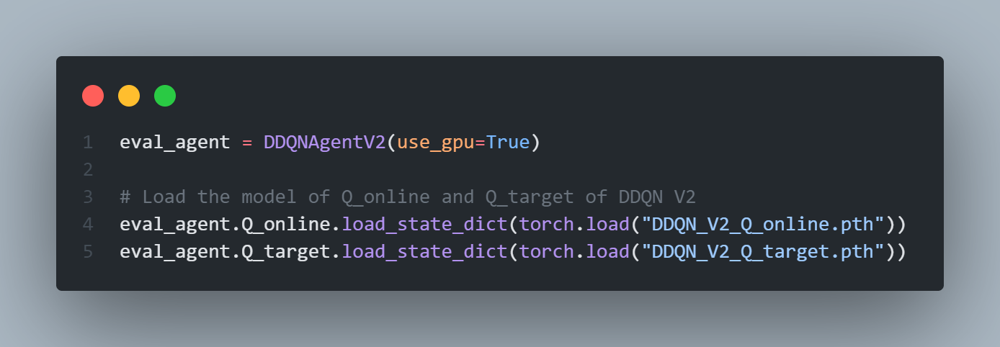 1 eval_agent = DDQNAgentV2(use_gpu=True)
2
3 # Load the model of Q_online and Q_target of DDQN V2
4 eval_agent.Q_online.load_state_dict(torch.load("DDQN_V2_Q_online.pth"))
5 eval_agent.Q_target.load_state_dict(torch.load("DDQN_V2_Q_target.pth"))